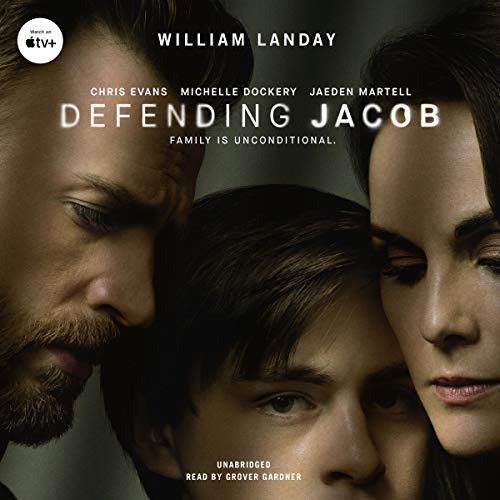 Watch on
tv+
WILLIAM LANDAY
CHRIS EVANS MICHELLE DOCKERY JAEDEN MARTELL
DEFENDING JACOB
FAMILY IS UNCONDITIONAL.
UNABRIDGED
READ BY GROVER GARDNER